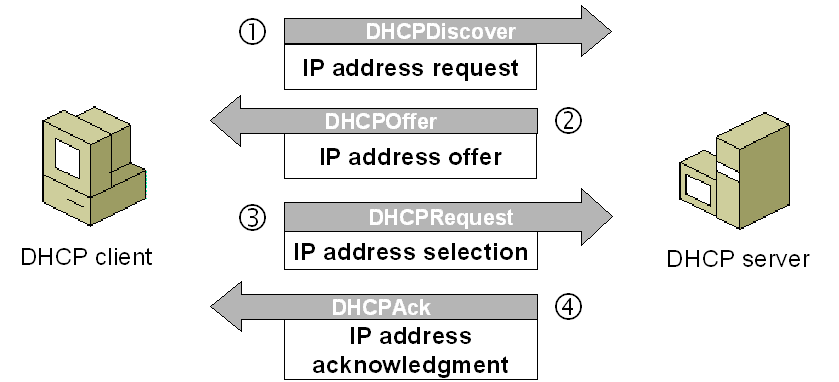 ① DHCPDiscover
IP address request
DHCPOffer ②
IP address offer
③ DHCPRequest
IP address selection
DHCP client
DHCP server
DHCPAck ④
IP address
acknowledgment